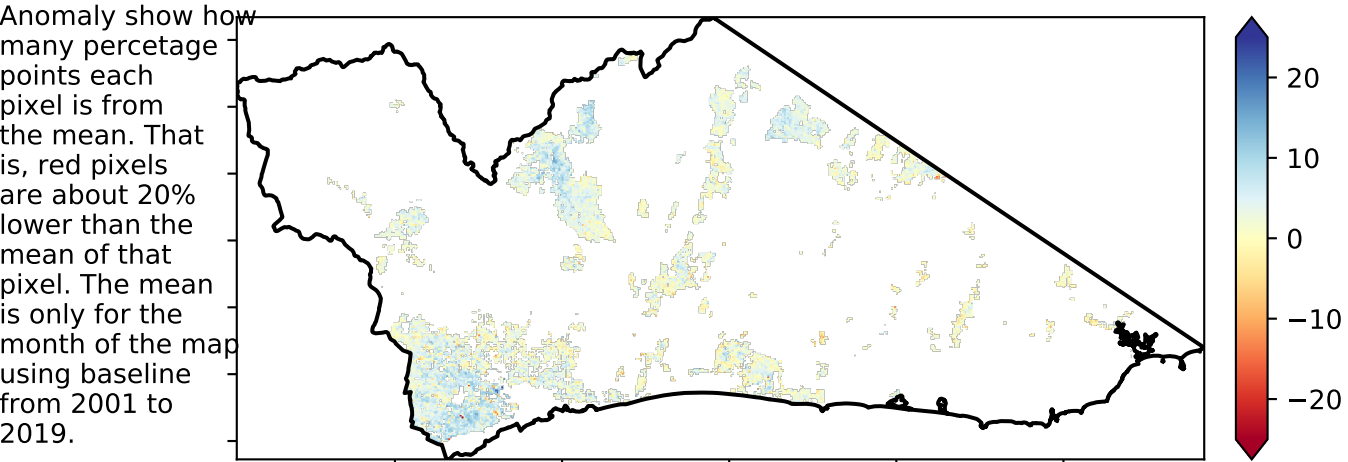 Anomaly show how
many percetage
points each
pixel is from
the mean. That
is, red pixels
are about 20%
lower than the
mean of that
pixel. The mean
is only for the
month of the map
using baseline
from 2001 to
2019.
20
10
0
−10
−20